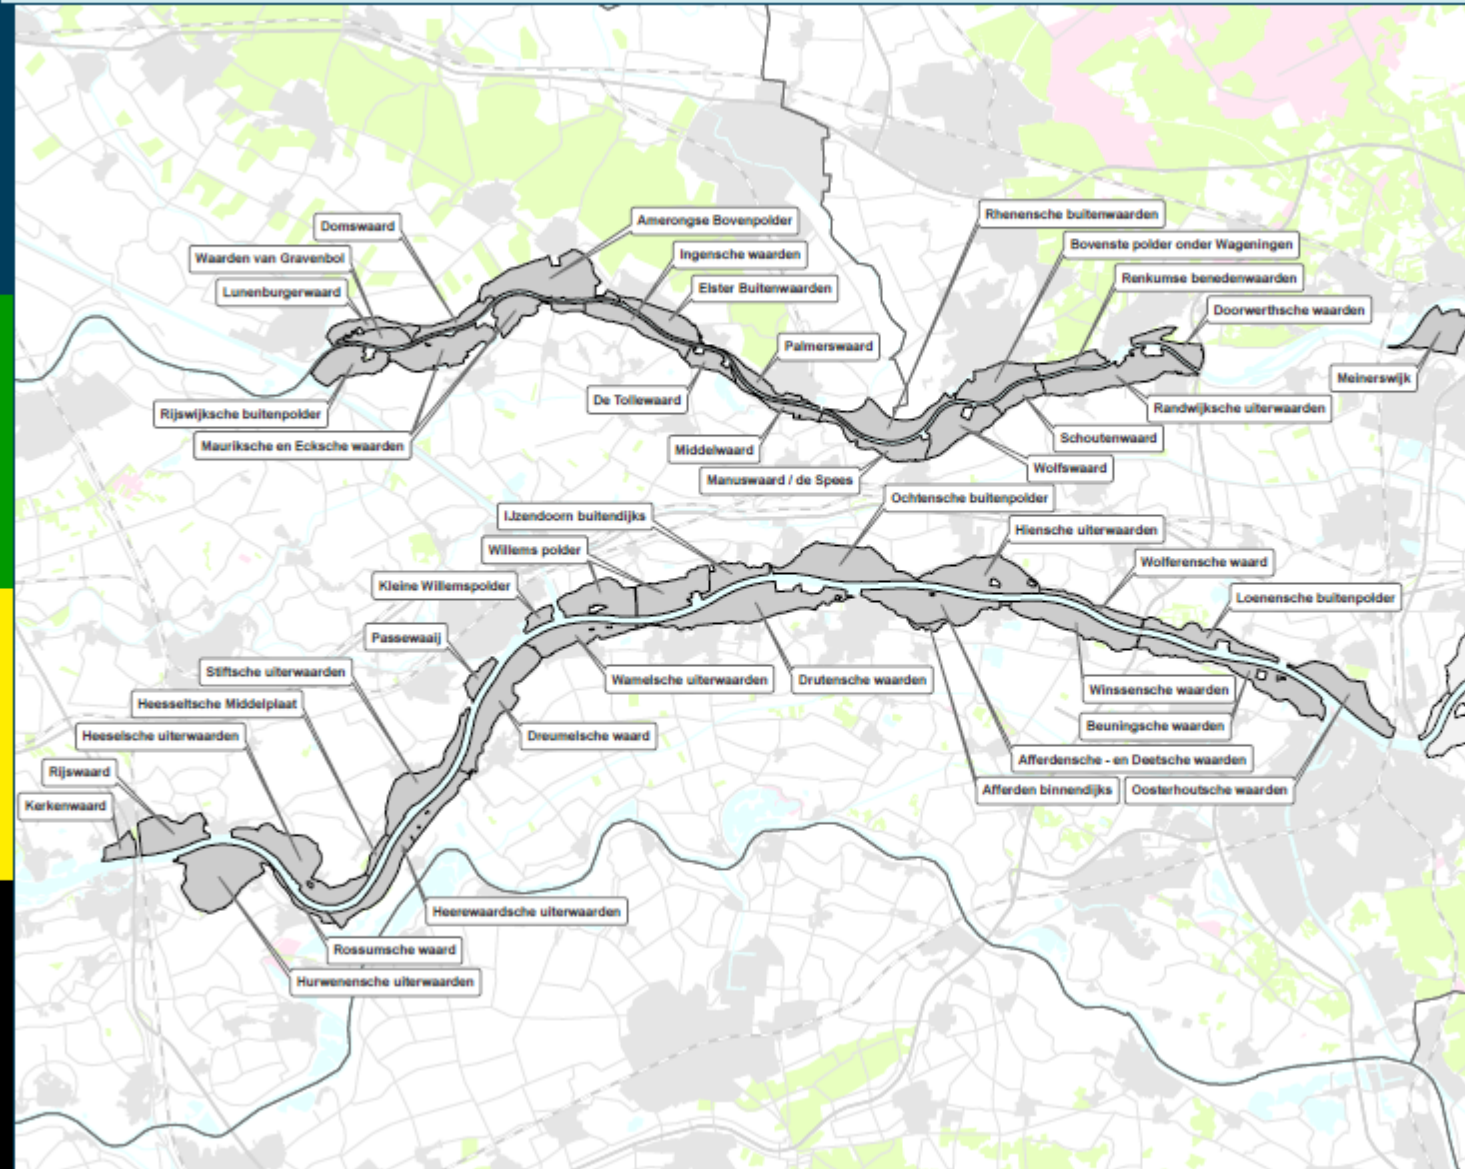 Rhenensche buitenwaarden
Amerongse Bovenpolder
Domswaard
Bovenste polder onder Wageningen
Ingensche waarden
Waarden van Gravenbol
Renkumse benedenwaarden
Elster Buitenwaarden
Lunenburgerwaard
Doorwerthsche waarden
Palmerswaard
Meinerswijk
De Tollewaard
Randwijksche uiterwaarden
Rijswijksche buitenpolder
Schoutenwaard
Mauriksche en Ecksche waarden
Middelwaard
Wolfswaard
Manuswaard / de Spees
Ochtensche buitenpolder
IJzendoorn buitendijks
Hiensche uiterwaarden
Willems polder
Wolferensche waard
Kleine Willemspolder
Loenensche buitenpolder
Passewaaij
Stiftsche uiterwaarden
Wamelsche uiterwaarden
Drutensche waarden
Winssensche waarden
Heesseltsche Middelplaat
Beuningsche waarden
Heeselsche uiterwaarden
Dreumelsche waard
Afferdensche - en Deetsche waarden
Rijswaard
Afferden binnendijks
Oosterhoutsche waarden
Kerkenwaard
Heerewaardsche uiterwaarden
Rossumsche waard
Hurwenensche uiterwaarden